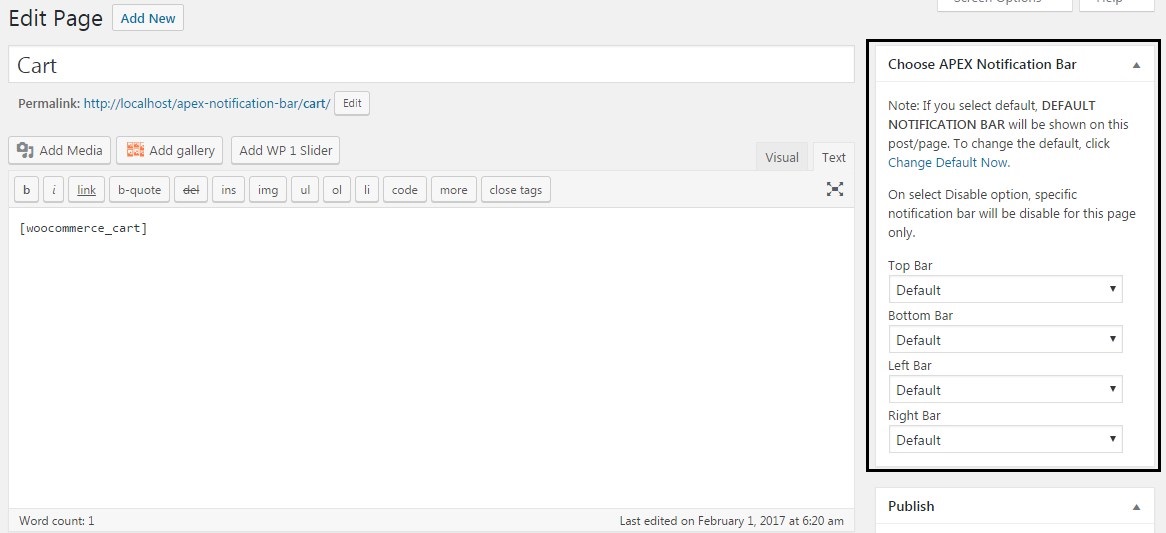 Edit Page Add New
Screen Options Help
Cart
Permalink: http://localhost/apex-notification-bar/cart/ Edit
Add Media Add gallery Add WP 1 Slider
Visual Text
b i link b-quote del ins img ul ol li code more close tags
[woocommerce_cart]
Word count: 1 Last edited on February 1, 2017 at 6:20 am
Choose APEX Notification Bar
Note: If you select default, DEFAULT
NOTIFICATION BAR will be shown on this
post/page. To change the default, click
Change Default Now.
On select Disable option, specific
notification bar will be disable for this page
only.
Top Bar
Default
Bottom Bar
Default
Left Bar
Default
Right Bar
Default
Publish